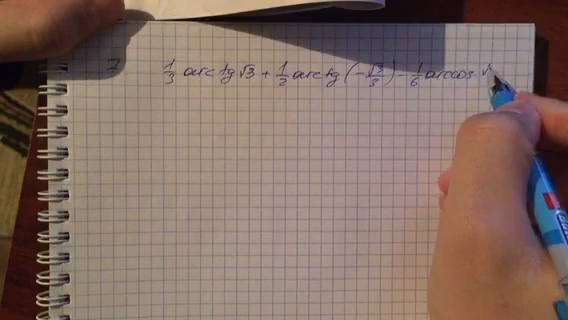 7 1/3 arctg √3 + 1/2 arctg (-√3/3) - 1/6 arccos √